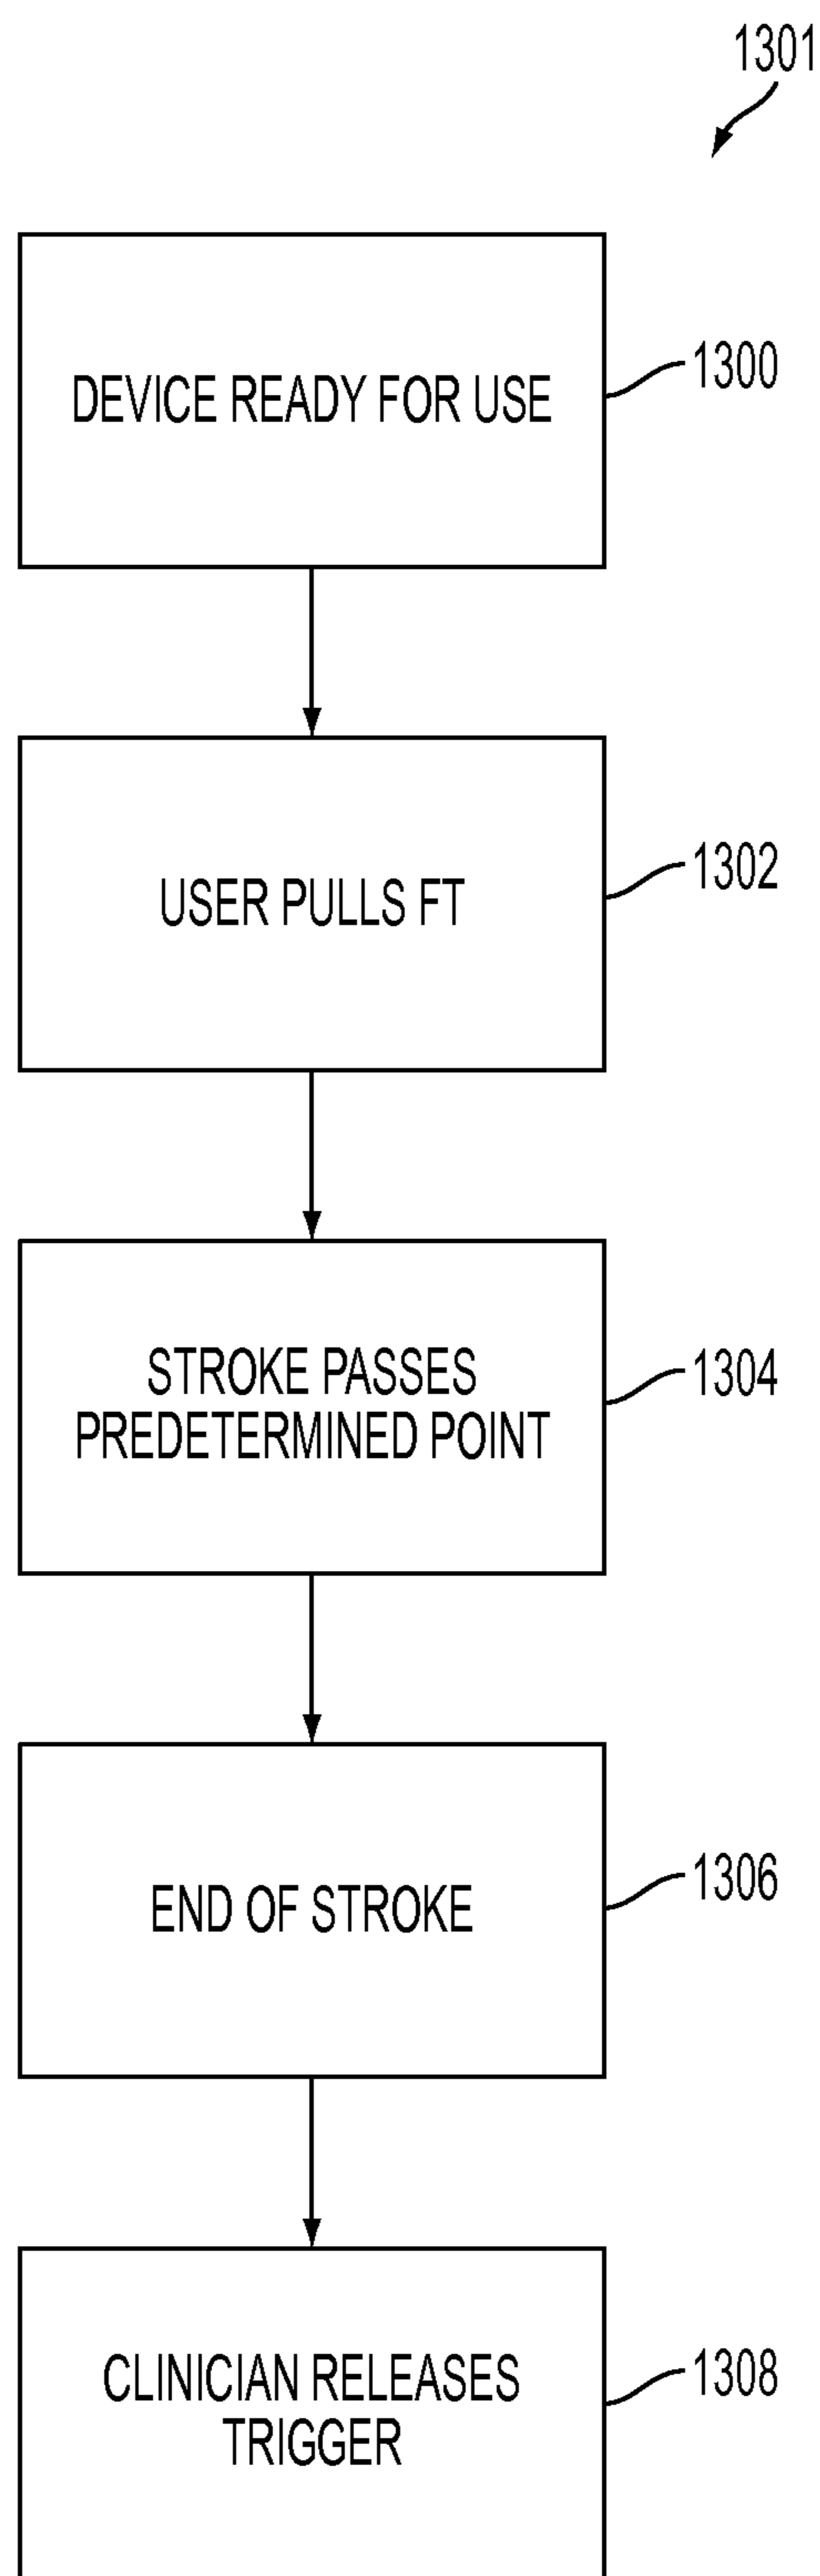 1301
DEVICE READY FOR USE
1300
USER PULLS FT
1302
STROKE PASSES
PREDETERMINED POINT
1304
END OF STROKE
1306
CLINICIAN RELEASES
TRIGGER
1308